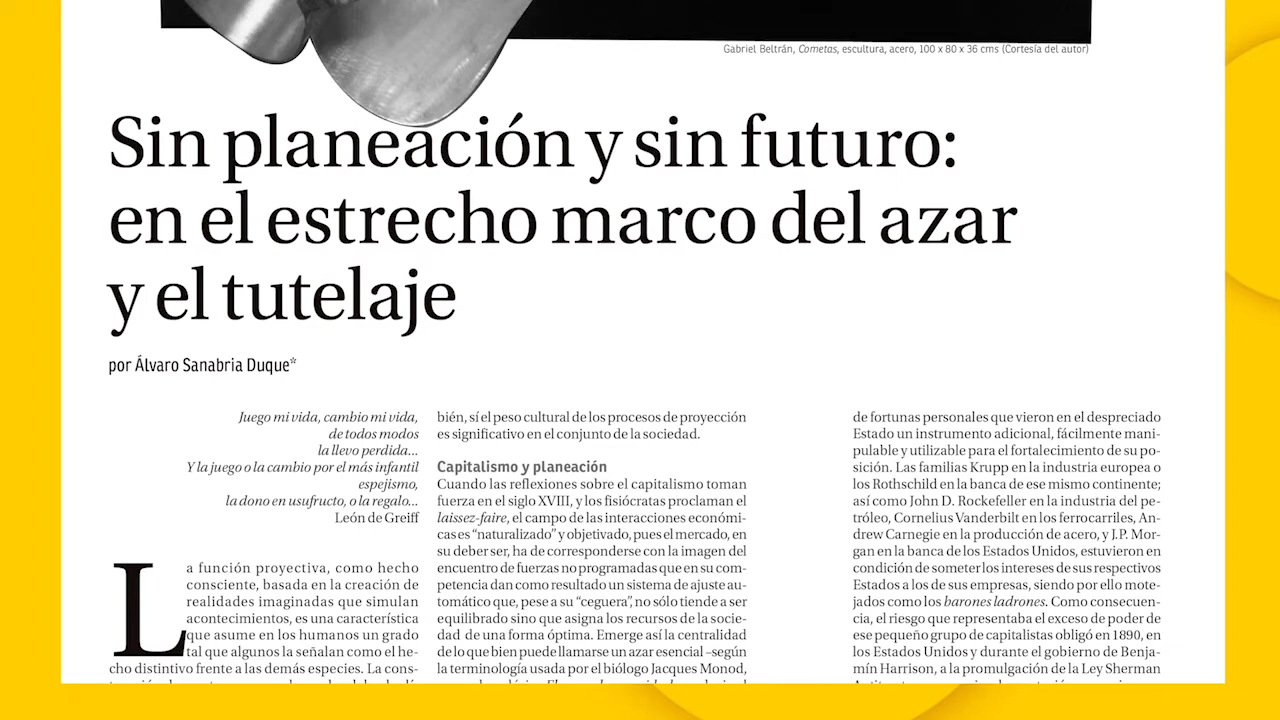 Gabriel Beltrán, Cometas, escultura, acero, 100 x 80 x 36 cms (Cortesía del autor)
Sin planeación y sin futuro:
en el estrecho marco del azar
y el tutelaje
por Álvaro Sanabria Duque*
Juego mi vida, cambio mi vida,
de todos modos
la llevo perdida...
Y la juego o la cambio por el más infantil
espejismo,
la dono en usufructo, o la regalo...
León de Greiff
La función proyectiva, como hecho
consciente, basada en la creación de
realidades imaginadas que simulan
acontecimientos, es una característica
que asume en los humanos un grado
tal que algunos la señalan como el he-
cho distintivo frente a las demás especies. La cons-
bién, sí el peso cultural de los procesos de proyección
es significativo en el conjunto de la sociedad.
Capitalismo y planeación
Cuando las reflexiones sobre el capitalismo toman
fuerza en el siglo XVIII, y los fisiócratas proclaman el
laissez-faire, el campo de las interacciones económi-
cas es “naturalizado” y objetivado, pues el mercado, en
su deber ser, ha de corresponderse con la imagen del
encuentro de fuerzas no programadas que en su com-
petencia dan como resultado un sistema de ajuste au-
tomático que, pese a su “ceguera”, no sólo tiende a ser
equilibrado sino que asigna los recursos de la socie-
dad de una forma óptima. Emerge así la centralidad
de lo que bien puede llamarse un azar esencial –según
la terminología usada por el biólogo Jacques Monod,
de fortunas personales que vieron en el despreciado
Estado un instrumento adicional, fácilmente mani-
pulable y utilizable para el fortalecimiento de su po-
sición. Las familias Krupp en la industria europea o
los Rothschild en la banca de ese mismo continente;
así como John D. Rockefeller en la industria del pe-
tróleo, Cornelius Vanderbilt en los ferrocarriles, An-
drew Carnegie en la producción de acero, y J.P. Mor-
gan en la banca de los Estados Unidos, estuvieron en
condición de someter los intereses de sus respectivos
Estados a los de sus empresas, siendo por ello mote-
jados como los barones ladrones. Como consecuen-
cia, el riesgo que representaba el exceso de poder de
ese pequeño grupo de capitalistas obligó en 1890, en
los Estados Unidos y durante el gobierno de Benja-
mín Harrison, a la promulgación de la Ley Sherman